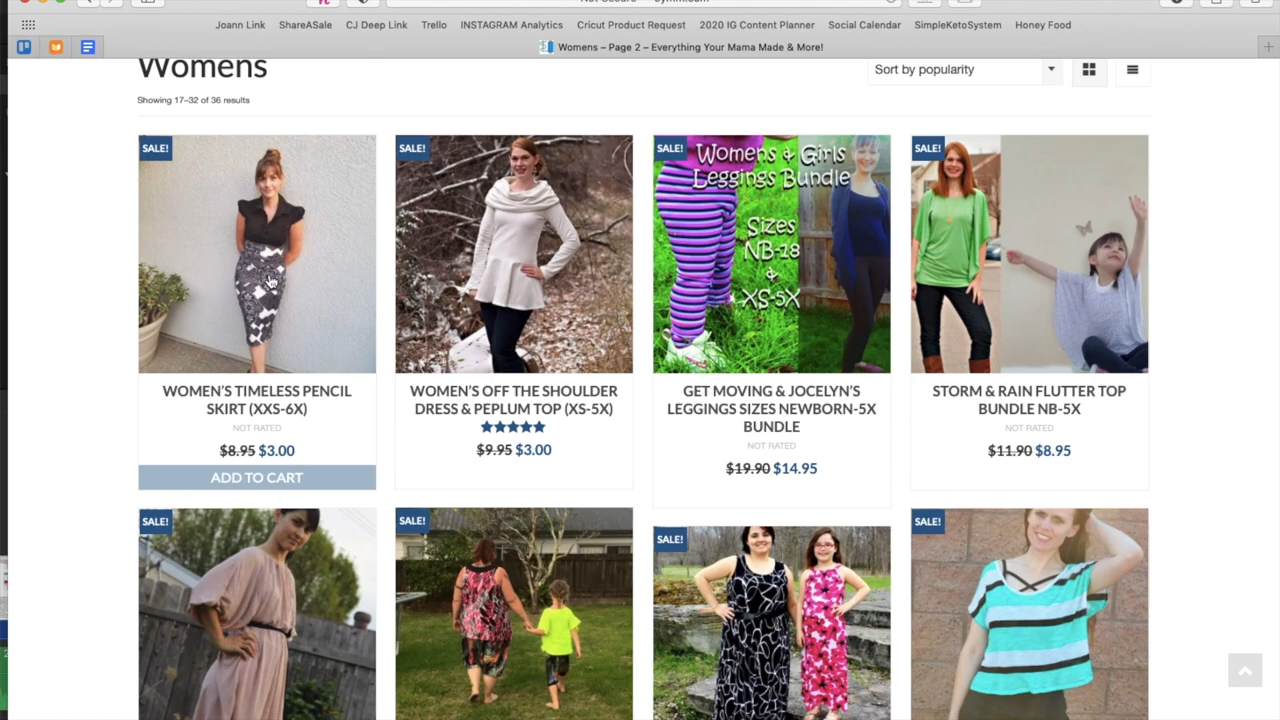 Joann Link ShareASale CJ Deep Link Trello INSTAGRAM Analytics Cricut Product Request 2020 IG Content Planner Social Calendar SimpleKetoSystem Honey Food
Womens – Page 2 – Everything Your Mama Made & More!
Womens
Sort by popularity
Showing 17–32 of 36 results
SALE!
SALE!
SALE!
SALE!
Womens & Girls
Leggings Bundle
Sizes
NB-18
&
XS-5X
WOMEN'S TIMELESS PENCIL
SKIRT (XXS-6X)
NOT RATED
$8.95 $3.00
ADD TO CART
WOMEN'S OFF THE SHOULDER
DRESS & PEPLUM TOP (XS-5X)
$9.95 $3.00
GET MOVING & JOCELYN'S
LEGGINGS SIZES NEWBORN-5X
BUNDLE
NOT RATED
$19.90 $14.95
STORM & RAIN FLUTTER TOP
BUNDLE NB-5X
NOT RATED
$11.90 $8.95
SALE!
SALE!
SALE!
SALE!